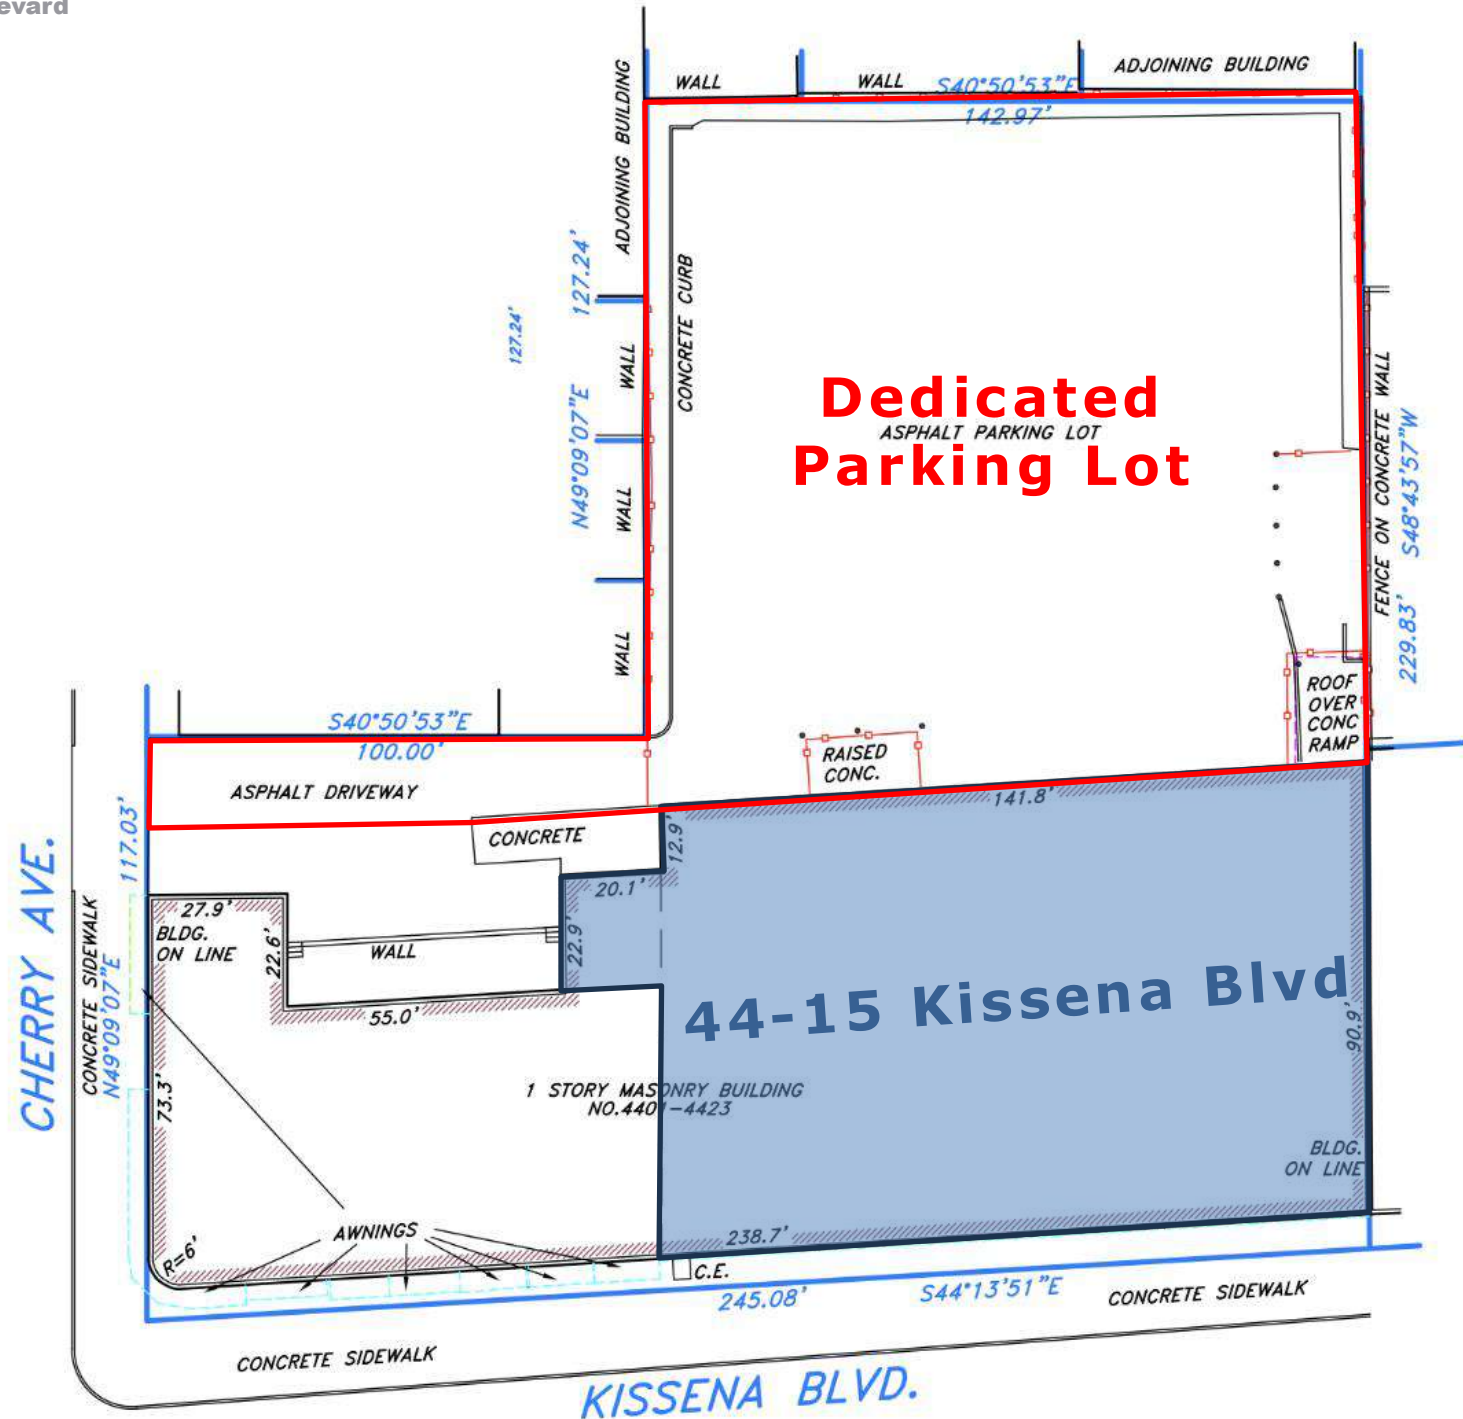 evard
WALL
WALL
S40°50'53"E
ADJOINING BUILDING
142.97'
ADJOINING BUILDING
127.24'
127.24'
N49°09'07"E
WALL
WALL
WALL
CONCRETE CURB
Dedicated
ASPHALT PARKING LOT
Parking Lot
FENCE ON CONCRETE WALL
S48°43'57"W
229.83'
ROOF
OVER
CONC
RAMP
RAISED
CONC.
S40°50'53"E
100.00'
ASPHALT DRIVEWAY
141.8'
117.03'
CONCRETE
12.9'
20.1'
22.9'
27.9'
BLDG.
ON LINE
22.6'
WALL
55.0'
CHERRY AVE.
CONCRETE SIDEWALK
N49°09'07"E
73.3'
44-15 Kissena Blvd
90.9'
1 STORY MASONRY BUILDING
NO.4401-4423
BLDG.
ON LINE
AWNINGS
R=6'
238.7'
C.E.
245.08'
S44°13'51"E
CONCRETE SIDEWALK
CONCRETE SIDEWALK
KISSENA BLVD.